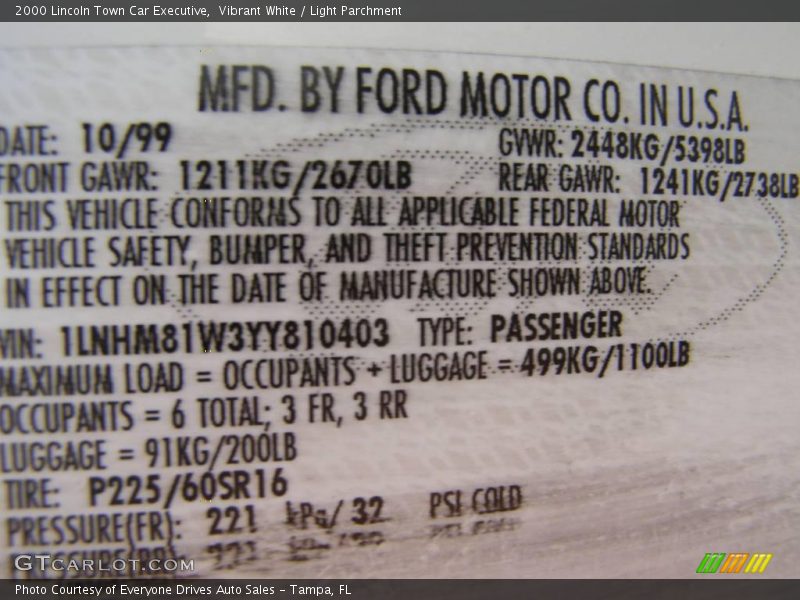 2000 Lincoln Town Car Executive, Vibrant White / Light Parchment
MFD. BY FORD MOTOR CO. IN U.S.A.
DATE: 10/99 GVWR: 2448KG/5398LB
FRONT GAWR: 1211KG/2670LB REAR GAWR: 1241KG/2738LB
THIS VEHICLE CONFORMS TO ALL APPLICABLE FEDERAL MOTOR
VEHICLE SAFETY, BUMPER, AND THEFT PREVENTION STANDARDS
IN EFFECT ON THE DATE OF MANUFACTURE SHOWN ABOVE.
VIN: 1LNHM81W3YY810403 TYPE: PASSENGER
MAXIMUM LOAD = OCCUPANTS + LUGGAGE = 499KG/1100LB
OCCUPANTS = 6 TOTAL; 3 FR, 3 RR
LUGGAGE = 91KG/200LB
TIRE: P225/60SR16
PRESSURE(FR): 221 kPa/ 32 PSI COLD
PRESSURE(RR): 221
GTCARLOT.COM
Photo Courtesy of Everyone Drives Auto Sales – Tampa, FL